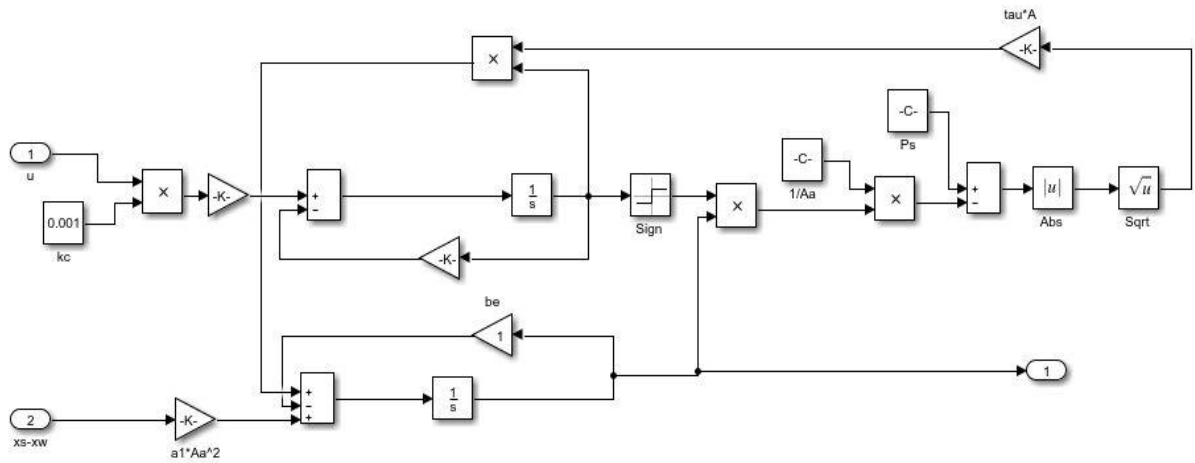 tau*A
-K-
×
-C-
Ps
1
u
×
-K-
+
−
1
s
Sign
×
-C-
1/Aa
×
+
−
|u|
Abs
√u
Sqrt
0.001
kc
-K-
be
1
+
−
+
1
s
1
2
xs-xw
-K-
a1*Aa^2